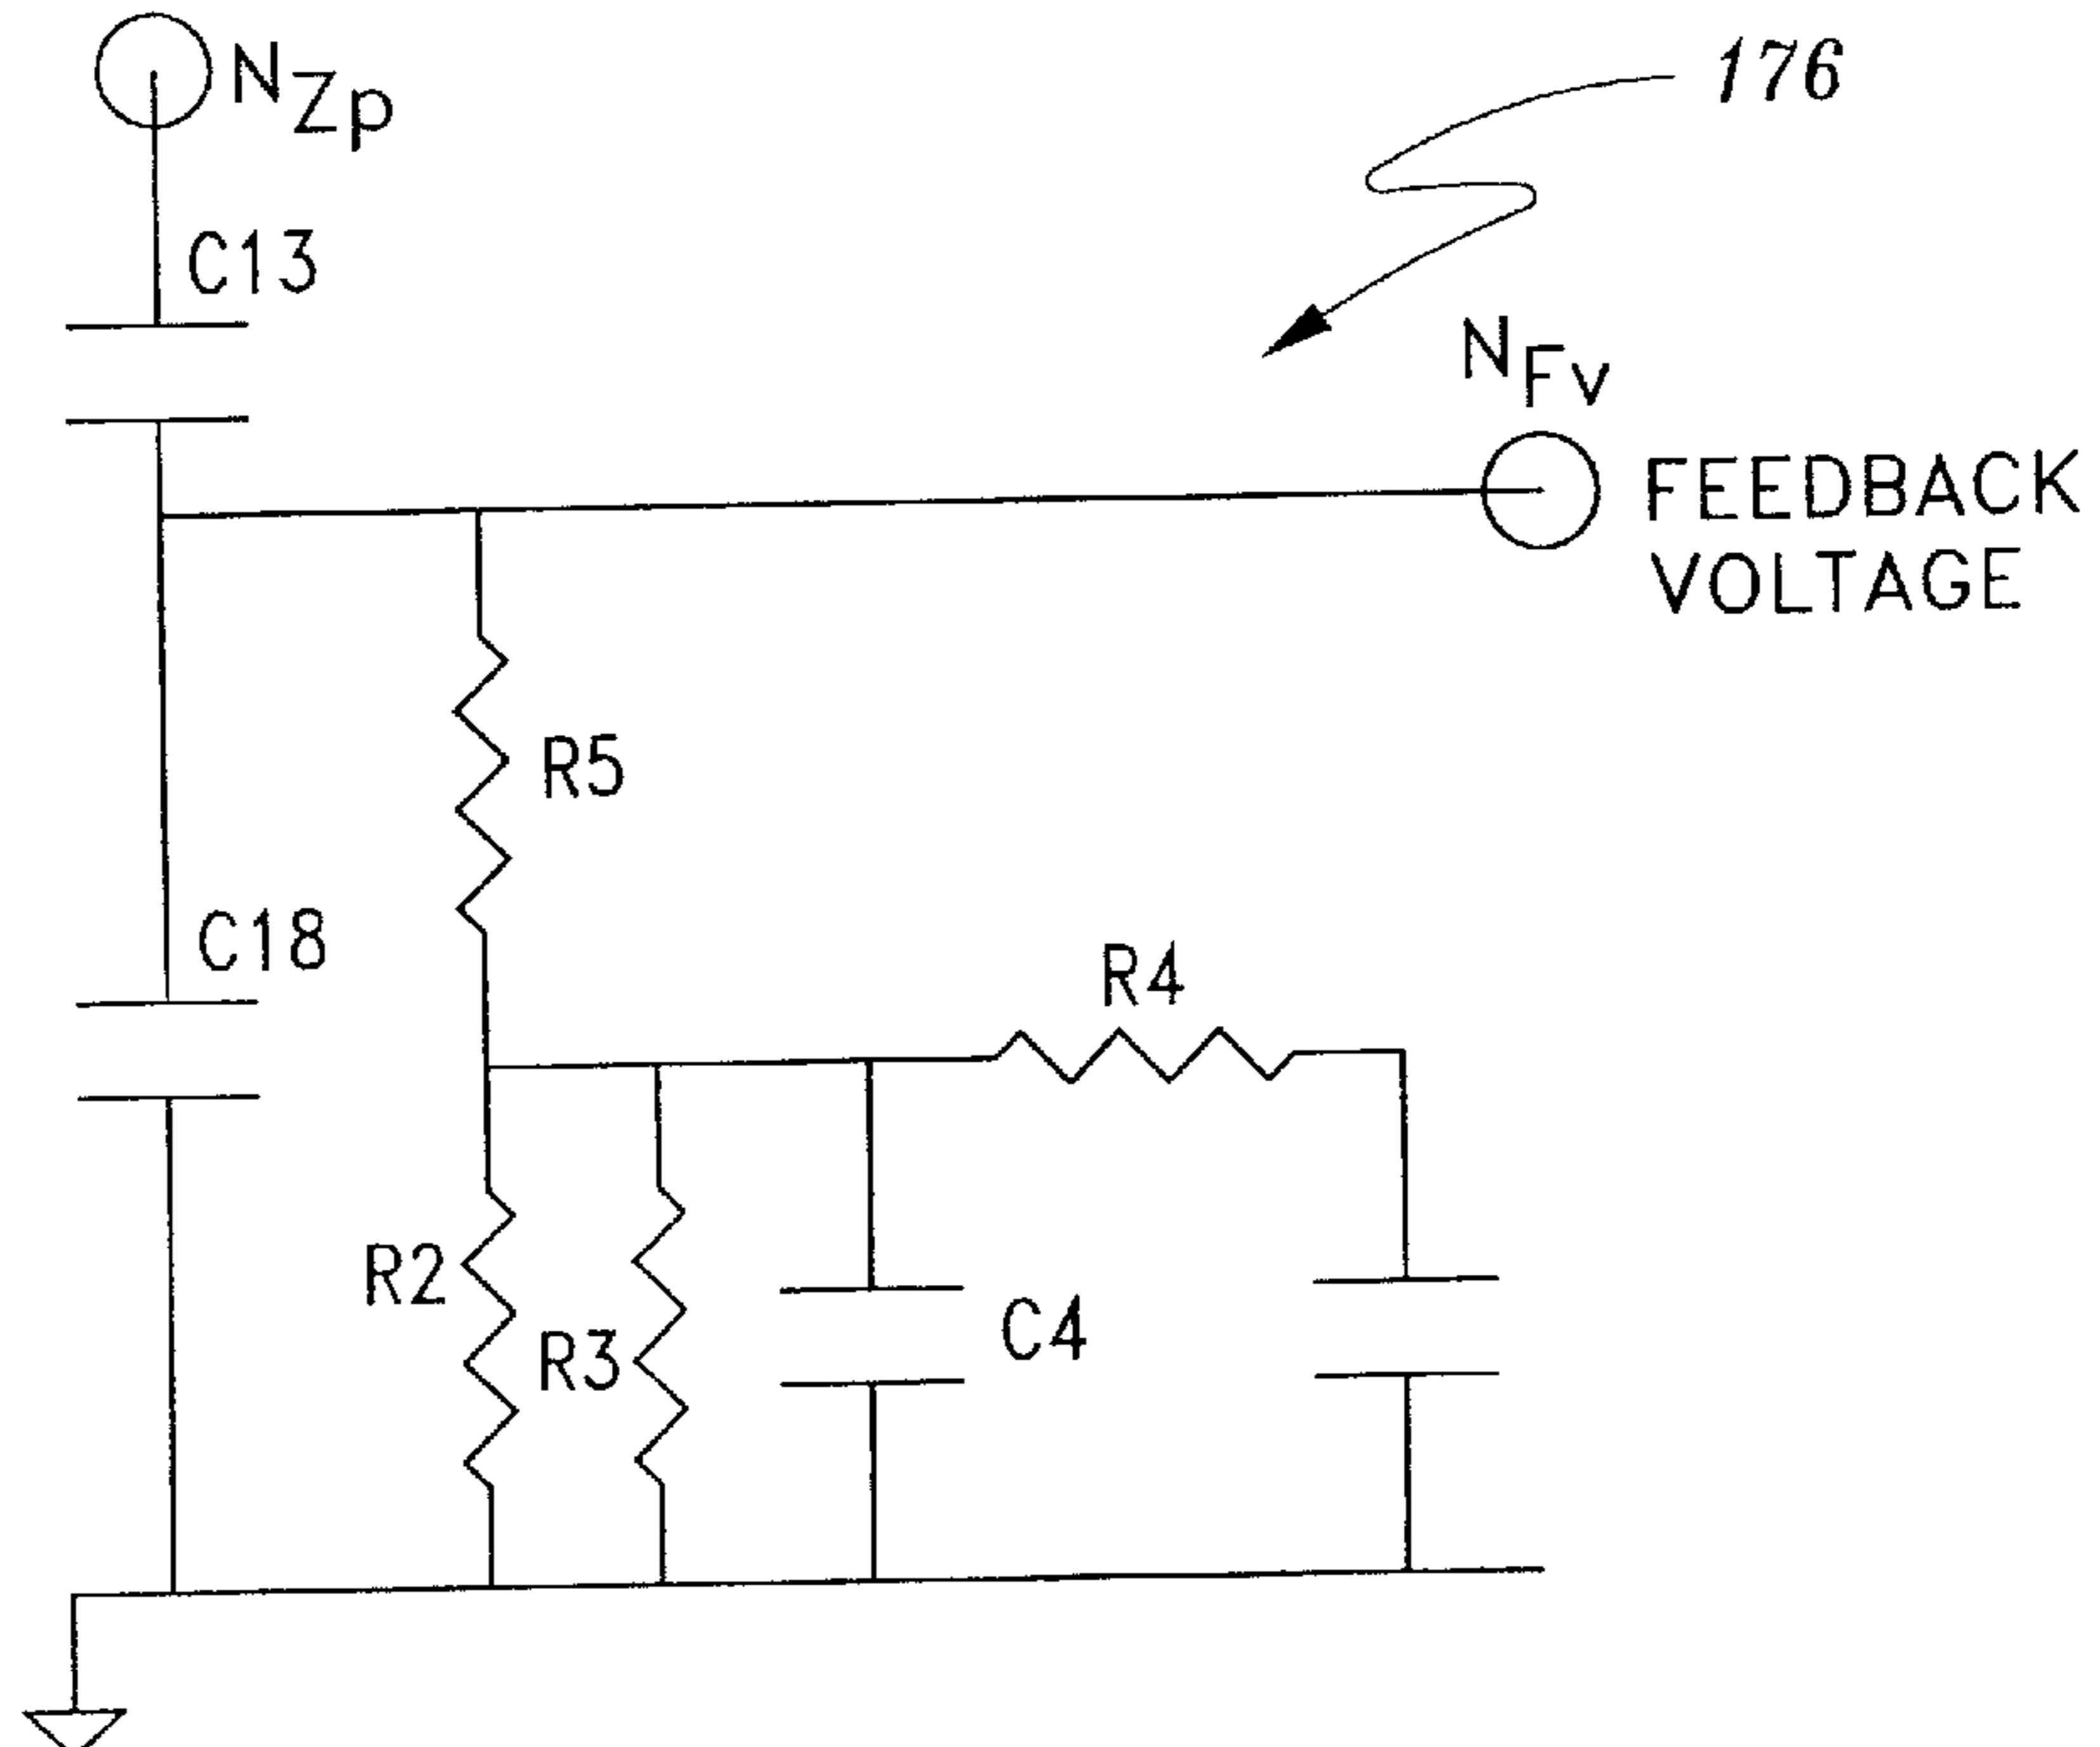 N_Zp
176
C13
N_Fv
FEEDBACK
VOLTAGE
R5
C18
R4
R2
C4
R3